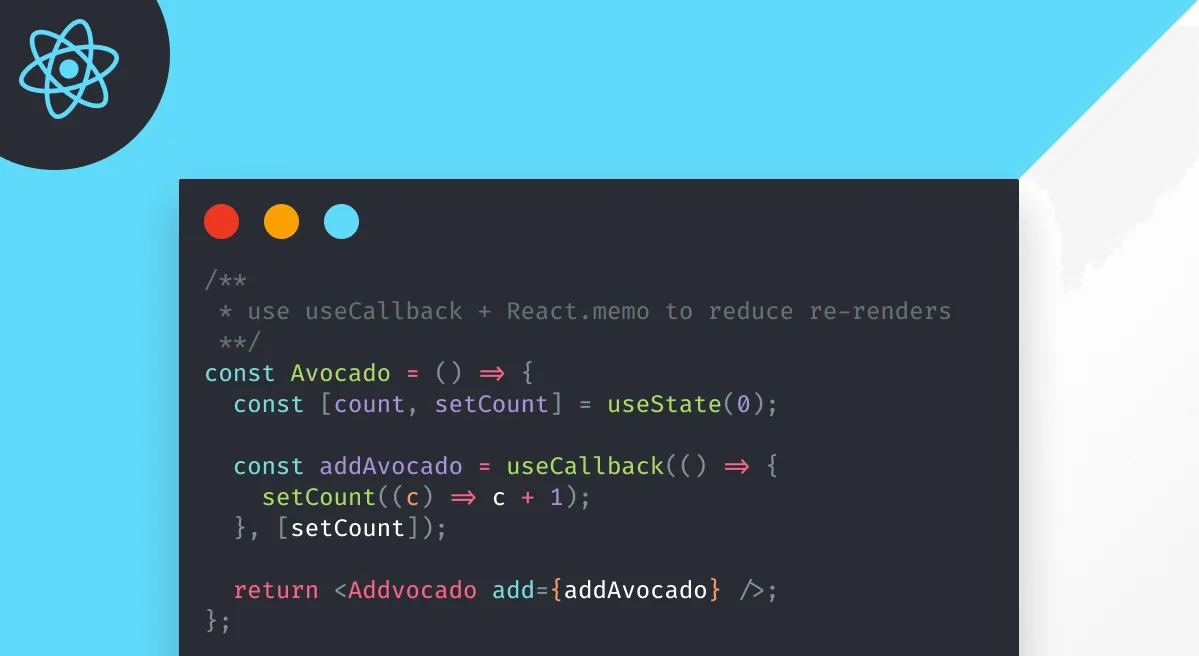 /**
 * use useCallback + React.memo to reduce re-renders
 **/
const Avocado = () => {
  const [count, setCount] = useState(0);
  const addAvocado = useCallback(() => {
    setCount((c) => c + 1);
  }, [setCount]);
  return <Addvocado add={addAvocado} />;
};